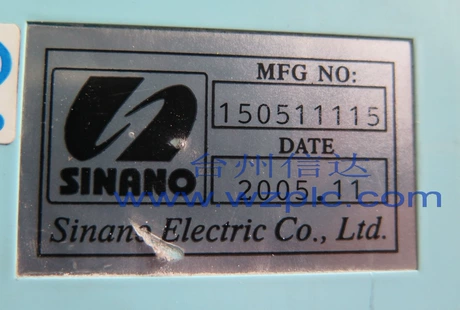 MFG NO:
150511115
DATE
台州信达
SINANO
2005.11
www.wzplc.com
Sinano Electric Co., Ltd.